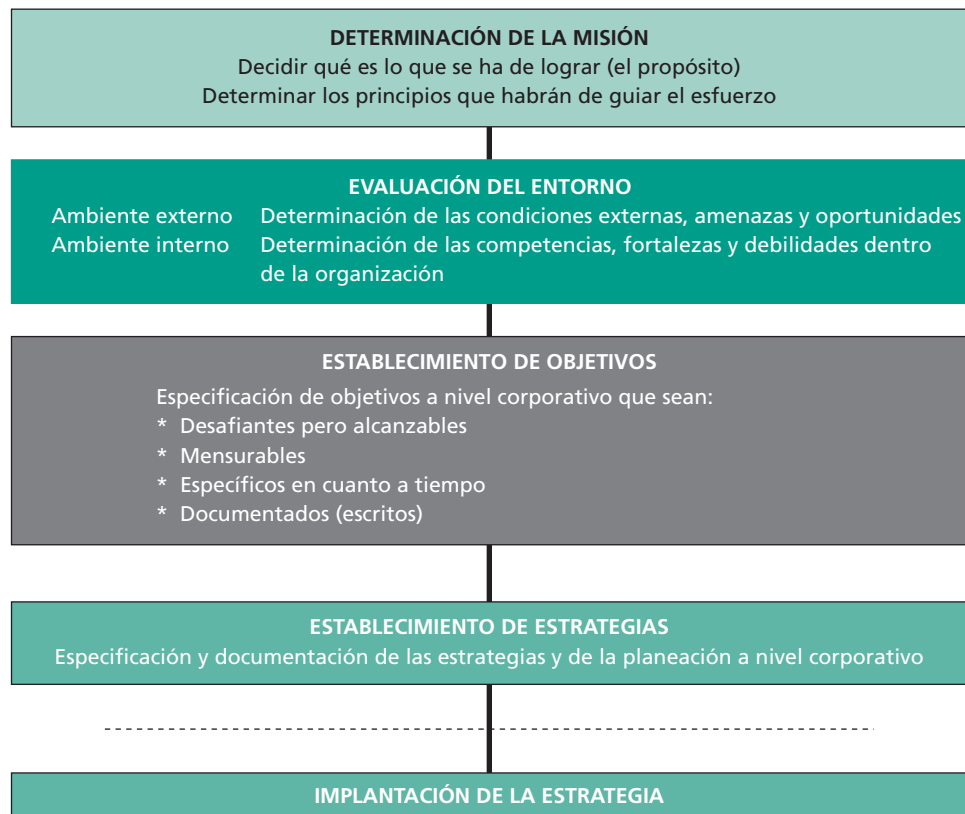 DETERMINACIÓN DE LA MISIÓN
Decidir qué es lo que se ha de lograr (el propósito)
Determinar los principios que habrán de guiar el esfuerzo
EVALUACIÓN DEL ENTORNO
Ambiente externo Determinación de las condiciones externas, amenazas y oportunidades
Ambiente interno Determinación de las competencias, fortalezas y debilidades dentro
de la organización
ESTABLECIMIENTO DE OBJETIVOS
Especificación de objetivos a nivel corporativo que sean:
* Desafiantes pero alcanzables
* Mensurables
* Específicos en cuanto a tiempo
* Documentados (escritos)
ESTABLECIMIENTO DE ESTRATEGIAS
Especificación y documentación de las estrategias y de la planeación a nivel corporativo
IMPLANTACIÓN DE LA ESTRATEGIA